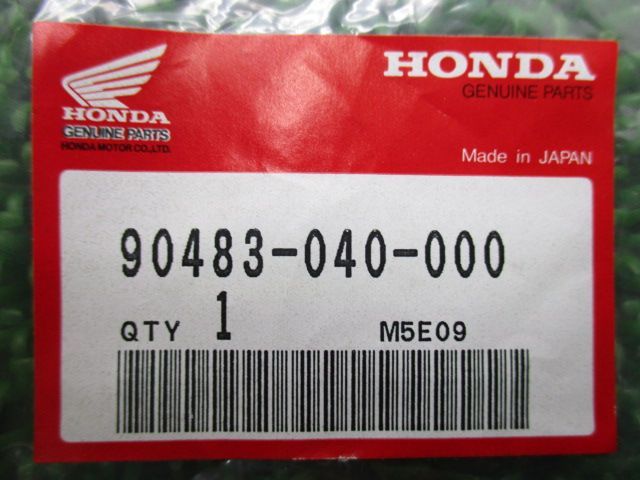 HONDA
GENUINE PARTS
HONDA MOTOR CO.,LTD.
HONDA
GENUINE PARTS
Made in JAPAN
90483-040-000
QTY 1 M5E09